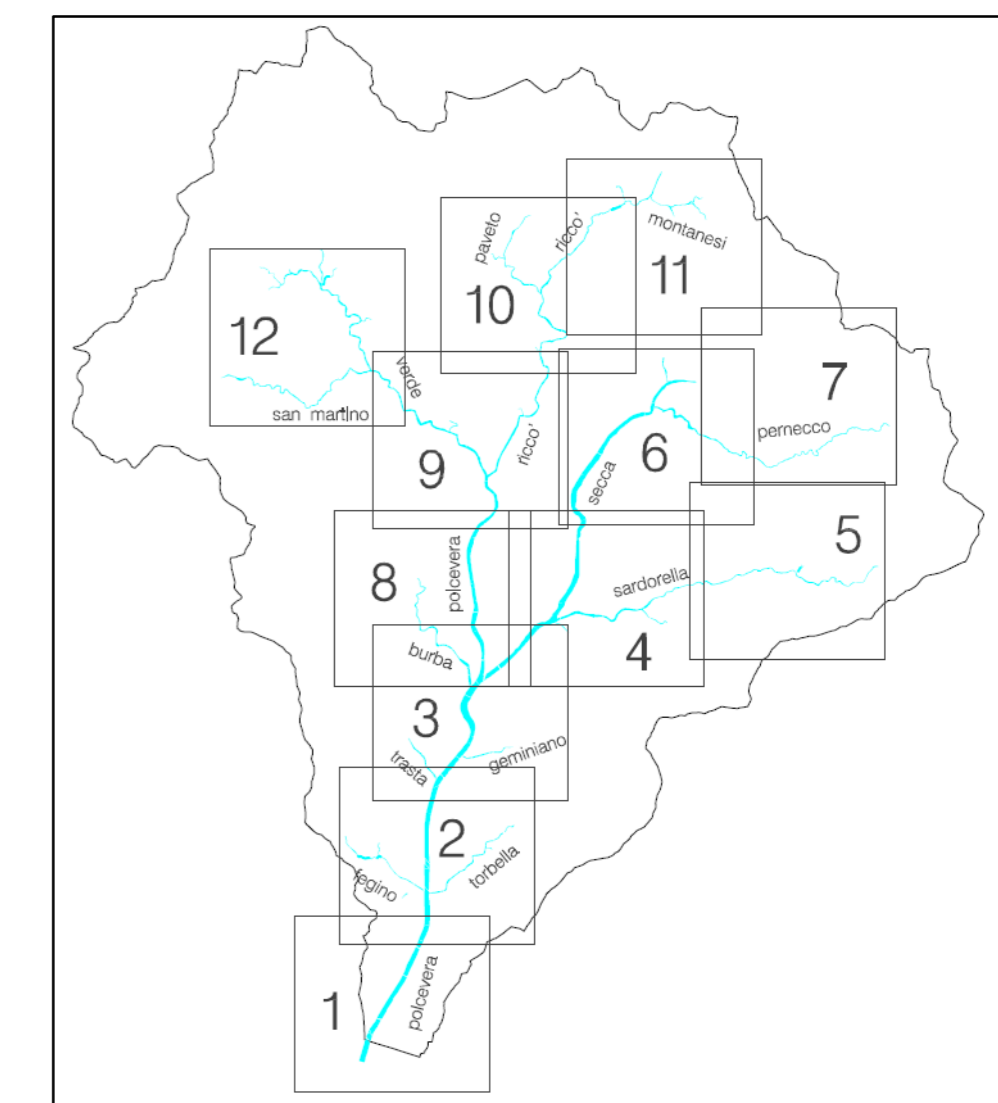 paveto
ricco'
montanesi
11
10
12
verde
san martino
7
pernecco
ricco'
6
9
secca
5
polcevera
8
sardorella
burba
4
3
geminiano
trasta
2
torbella
fegino
polcevera
1